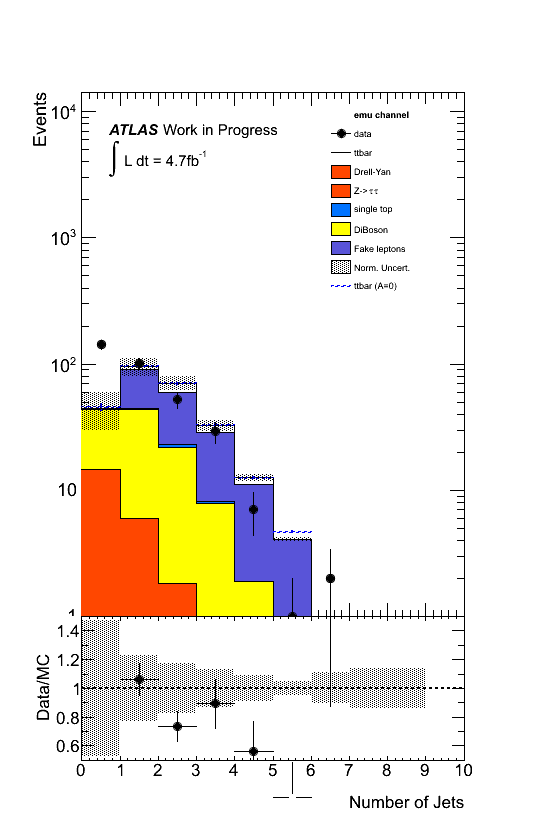 Events
10⁴
10³
10²
10
1
ATLAS Work in Progress
∫ L dt = 4.7fb⁻¹
emu channel
data
ttbar
Drell-Yan
Z->ττ
single top
DiBoson
Fake leptons
Norm. Uncert.
ttbar (A=0)
Data/MC
1.4
1.2
1
0.8
0.6
0 1 2 3 4 5 6 7 8 9 10
Number of Jets